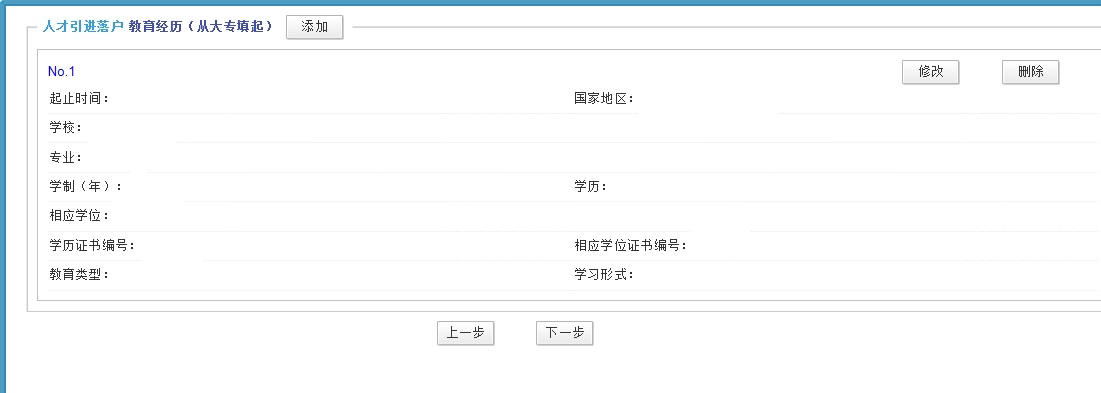 人才引进落户 教育经历（从大专填起） 添加
No.1 修改 删除
起止时间： 国家地区：
学校：
专业：
学制（年）： 学历：
相应学位：
学历证书编号： 相应学位证书编号：
教育类型： 学习形式：
上一步 下一步